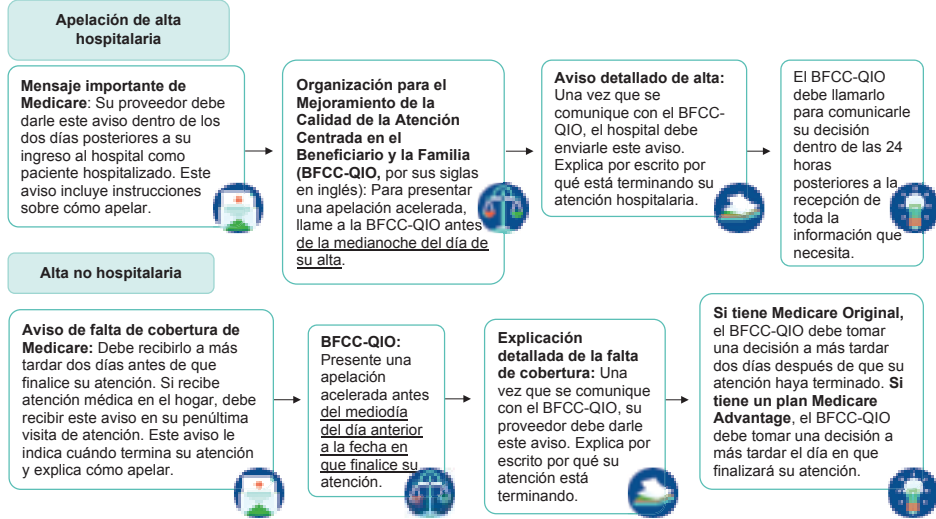 Apelación de alta
hospitalaria
Mensaje importante de
Medicare: Su proveedor debe
darle este aviso dentro de los
dos días posteriores a su
ingreso al hospital como
paciente hospitalizado. Este
aviso incluye instrucciones
sobre cómo apelar.
Organización para el
Mejoramiento de la
Calidad de la Atención
Centrada en el
Beneficiario y la Familia
(BFCC-QIO, por sus siglas
en inglés): Para presentar
una apelación acelerada,
llame a la BFCC-QIO antes
de la medianoche del día de
su alta.
Aviso detallado de alta:
Una vez que se
comunique con el BFCC-
QIO, el hospital debe
enviarle este aviso.
Explica por escrito por
qué está terminando su
atención hospitalaria.
El BFCC-QIO
debe llamarlo
para comunicarle
su decisión
dentro de las 24
horas
posteriores a la
recepción de
toda la
información que
necesita.
Alta no hospitalaria
Aviso de falta de cobertura de
Medicare: Debe recibirlo a más
tardar dos días antes de que
finalice su atención. Si recibe
atención médica en el hogar, debe
recibir este aviso en su penúltima
visita de atención. Este aviso le
indica cuándo termina su atención
y explica cómo apelar.
BFCC-QIO:
Presente una
apelación
acelerada antes
del mediodía
del día anterior
a la fecha en
que finalice su
atención.
Explicación
detallada de la falta
de cobertura: Una
vez que se comunique
con el BFCC-QIO, su
proveedor debe darle
este aviso. Explica por
escrito por qué su
atención está
terminando.
Si tiene Medicare Original,
el BFCC-QIO debe tomar
una decisión a más tardar
dos días después de que su
atención haya terminado. Si
tiene un plan Medicare
Advantage, el BFCC-QIO
debe tomar una decisión a
más tardar el día en que
finalizará su atención.